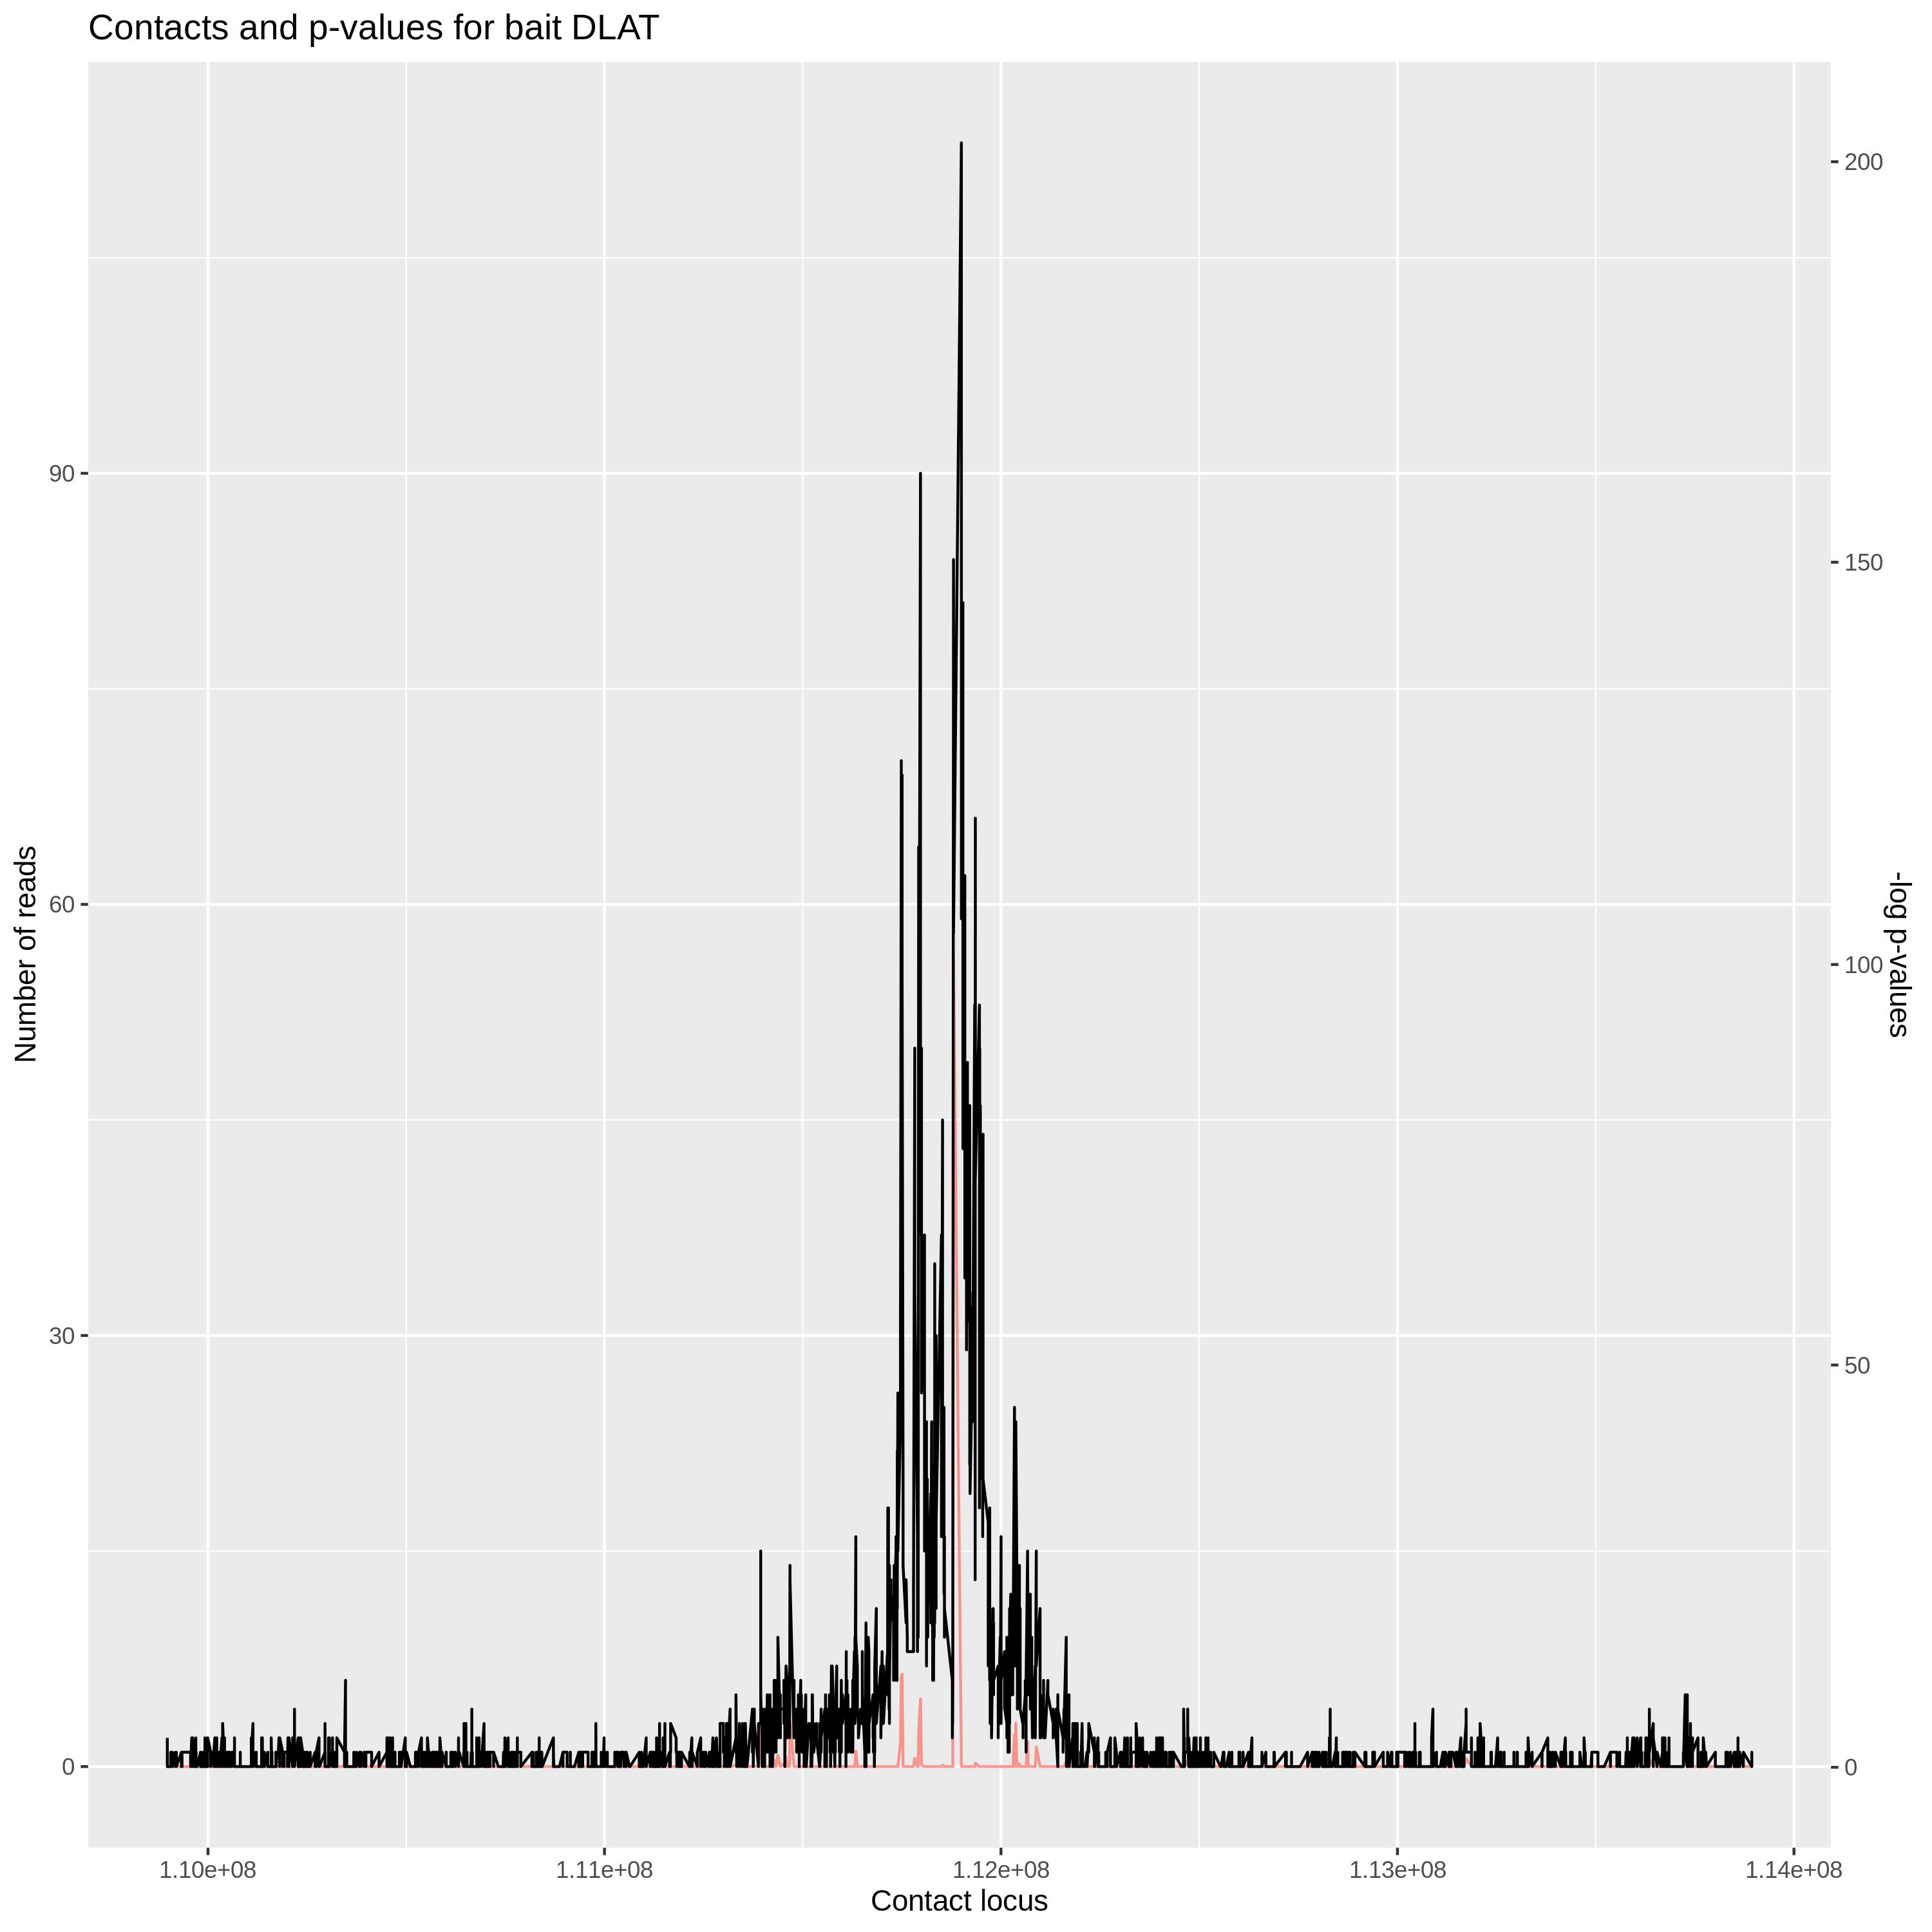 Contacts and p-values for bait DLAT
Number of reads
90
60
30
0
200
150
100
50
0
-log p-values
1.10e+08
1.11e+08
1.12e+08
1.13e+08
1.14e+08
Contact locus